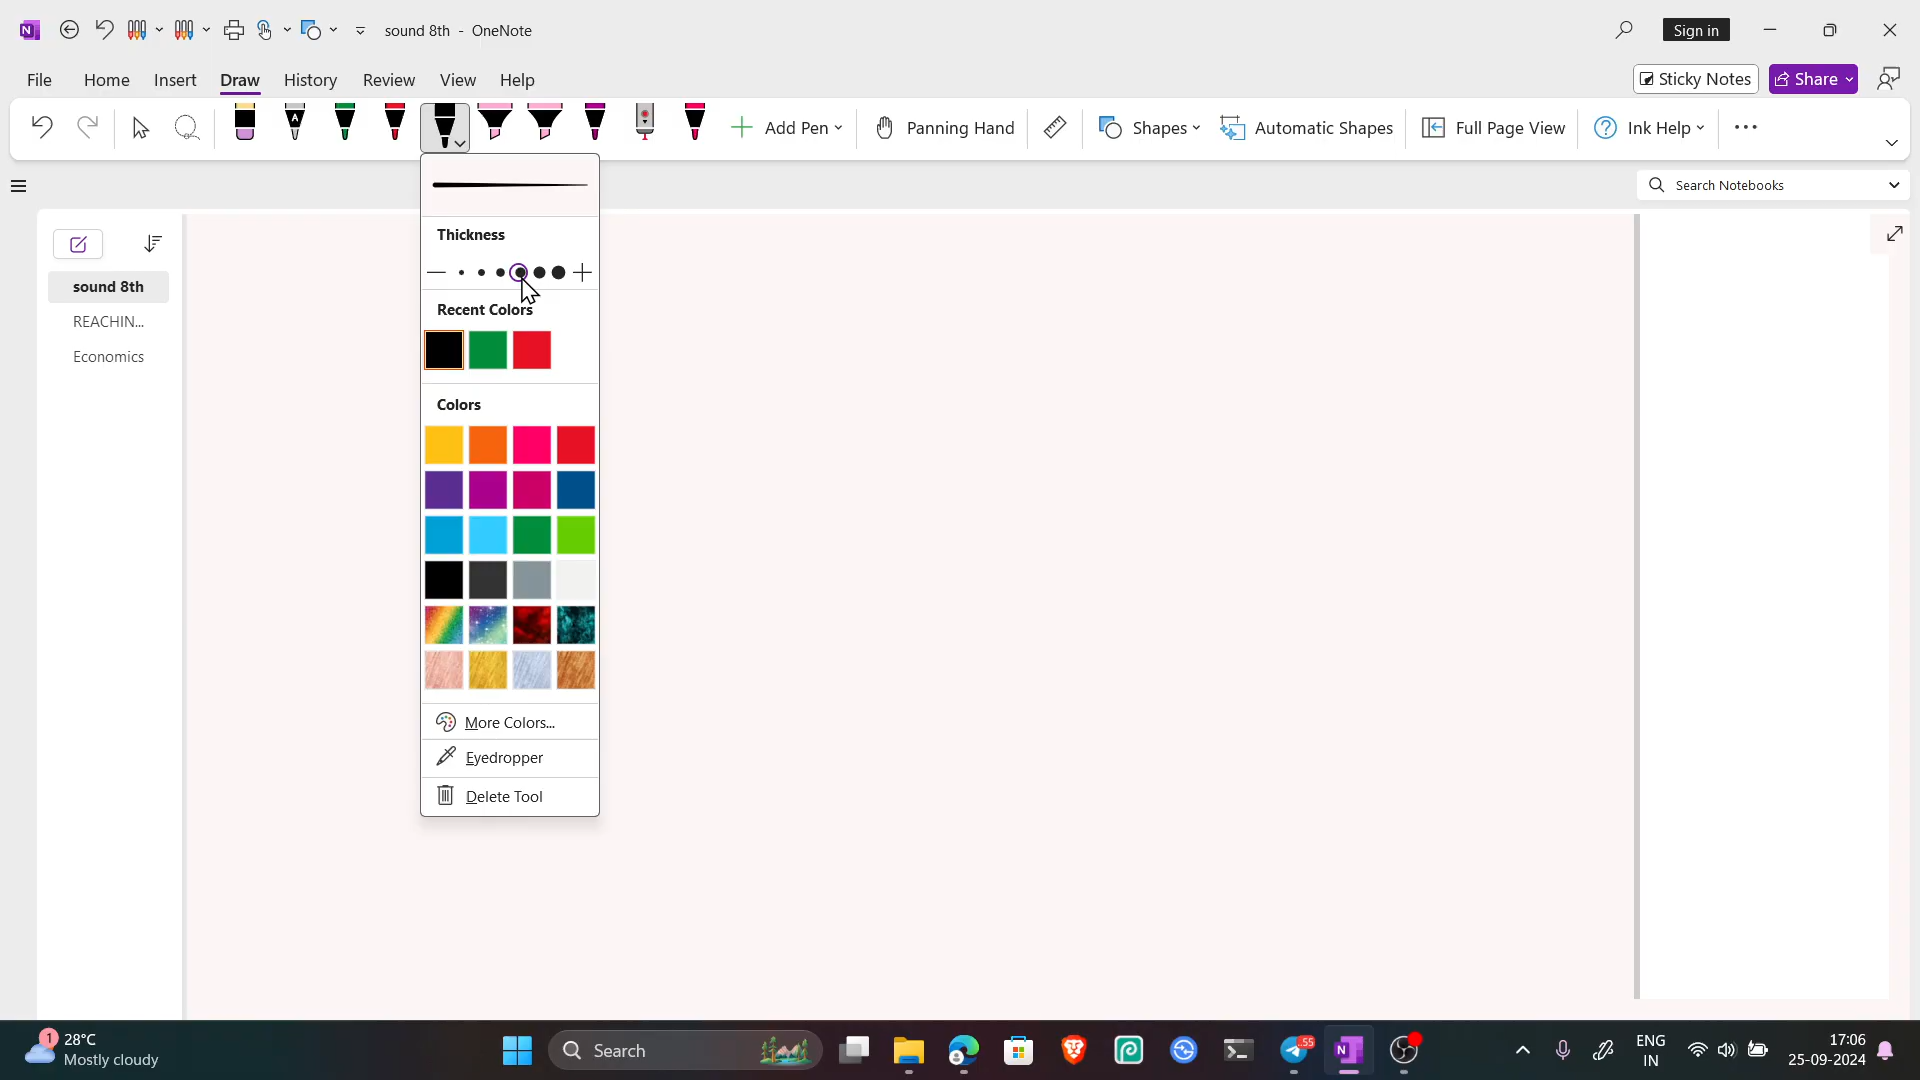 sound 8th - OneNote
Sign in
File Home Insert Draw History Review View Help
Sticky Notes Share
A
Add Pen Panning Hand Shapes Automatic Shapes Full Page View Ink Help
Search Notebooks
sound 8th
REACHIN...
Economics
Thickness
Recent Colors
Colors
More Colors...
Eyedropper
Delete Tool
1
28°C
Mostly cloudy
Search
55
ENG
IN
17:06
25-09-2024